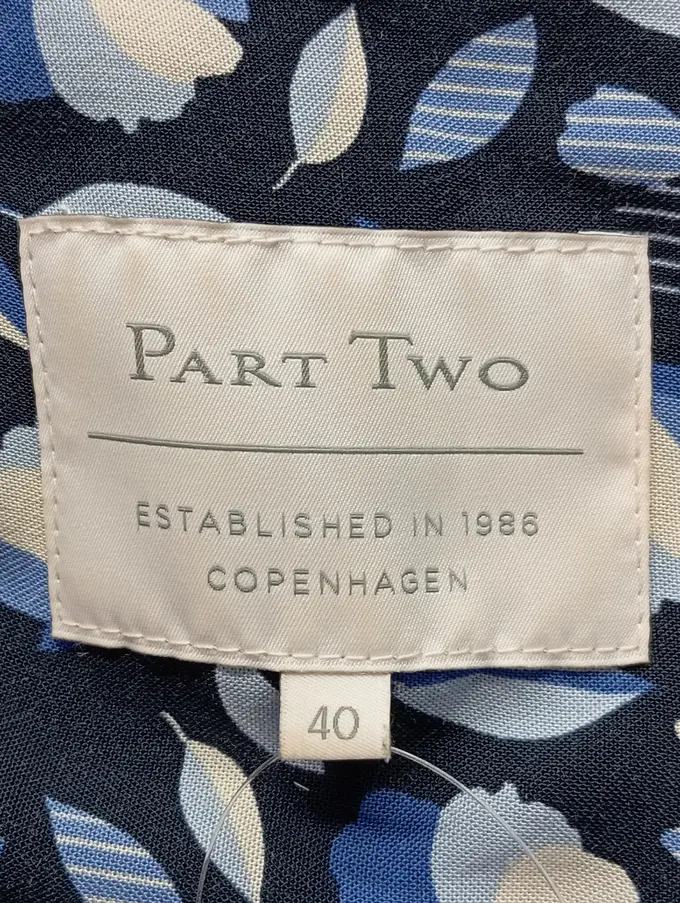 PART TWO
ESTABLISHED IN 1986
COPENHAGEN
40